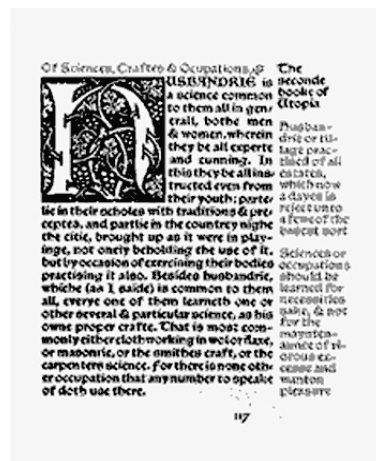 Of Sciences, Craftes & Ocupations,
HUSBANDRIE is
a science common
to them all in gen-
erall, bothe men
& women, wherein
they be all experte
and cunning. In
this they be all ins-
tructed even from
their youth: partе-
lie in their scholes with traditions & pre-
ceptes, and partlie in the countrey nighe
the citie, brought up as it were in play-
inge, not onely beholding the use of it,
but by occasion of exercising their bodies
practising it also. Besides husbandrie,
whiche (as I saide) is common to them
all, everye one of them learneth one or
other several & particular science, as his
owne proper crafte. That is most com-
monly either clothworking in wol or flaxe,
or masonrie, or the smithes craft, or the
carpenters science. For there is none oth-
er occupation that any number to speake
of doth use there.
The
seconde
booke of
Utopia
Husban-
drie or til-
lage prac-
tised of all
estates,
which now
a dayes is
reject unto
a fewe of the
basest sort
Sciences or
occupations
should be
learned for
necessities
sake, & not
for the
maynten-
aunce of ri-
otous ex-
cesse and
wanton
pleasure
117